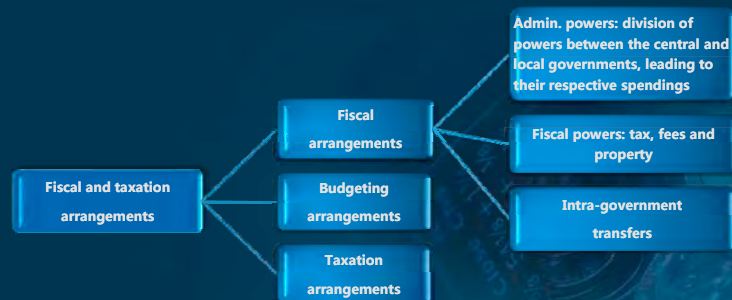 Admin. powers: division of
powers between the central and
local governments, leading to
their respective spendings
Fiscal
arrangements
Fiscal powers: tax, fees and
property
Fiscal and taxation
arrangements
Budgeting
arrangements
Intra-government
transfers
Taxation
arrangements